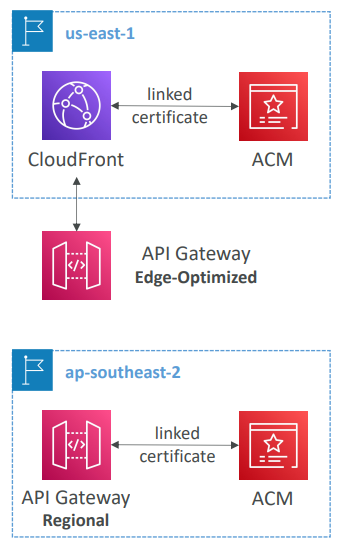 us-east-1
linked
certificate
CloudFront
ACM
</>
API Gateway
Edge-Optimized
ap-southeast-2
</>
linked
certificate
API Gateway
Regional
ACM